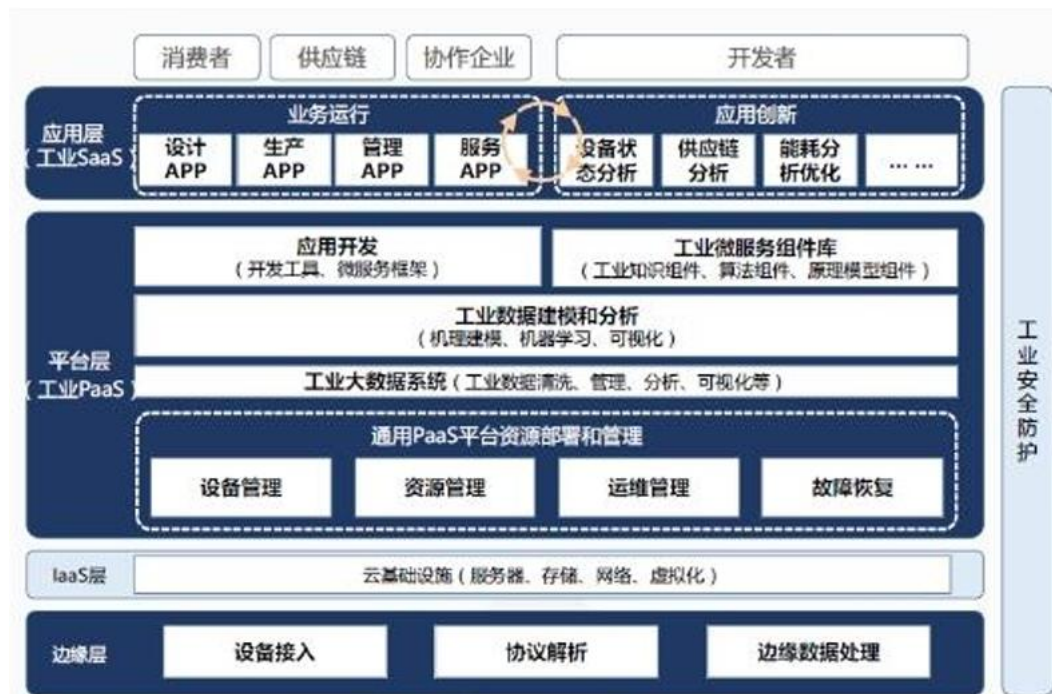 消费者
供应链
协作企业
开发者
应用层
（工业SaaS）
业务运行
设计
APP
生产
APP
管理
APP
服务
APP
应用创新
设备状
态分析
供应链
分析
能耗分
析优化
... ...
平台层
（工业PaaS）
应用开发
（开发工具、微服务框架）
工业微服务组件库
（工业知识组件、算法组件、原理模型组件）
工业数据建模和分析
（机理建模、机器学习、可视化）
工业大数据系统（工业数据清洗、管理、分析、可视化等）
通用PaaS平台资源部署和管理
设备管理
资源管理
运维管理
故障恢复
IaaS层
云基础设施（服务器、存储、网络、虚拟化）
边缘层
设备接入
协议解析
边缘数据处理
工业安全防护